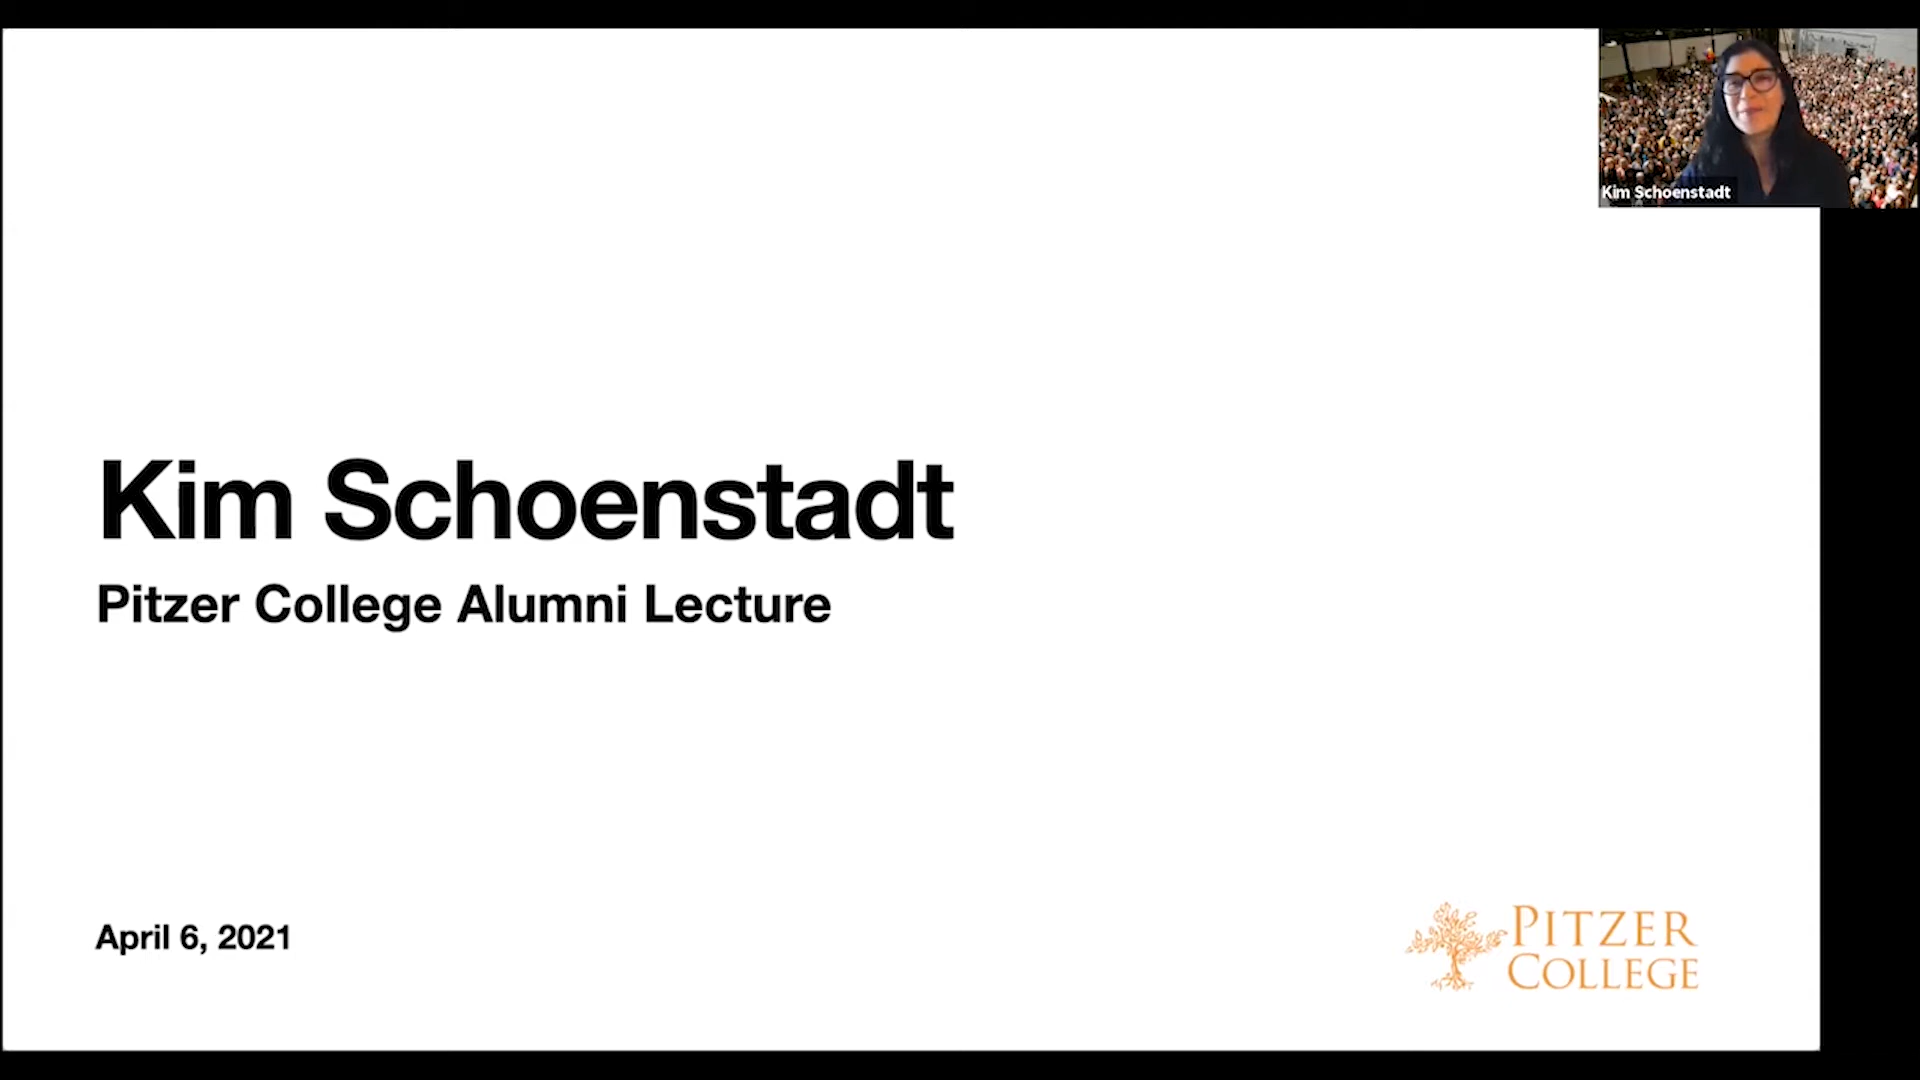 Kim Schoenstadt
Kim Schoenstadt
Pitzer College Alumni Lecture
April 6, 2021
PITZER
COLLEGE